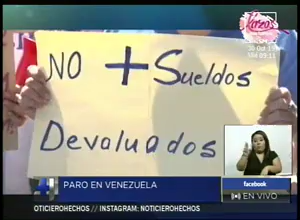 NO + Sueldos
Devaluados
facebook
PARO EN VENEZUELA
EN VIVO
OTICIEROHECHOS // INSTAGRAM: NOTICIEROHECHOS